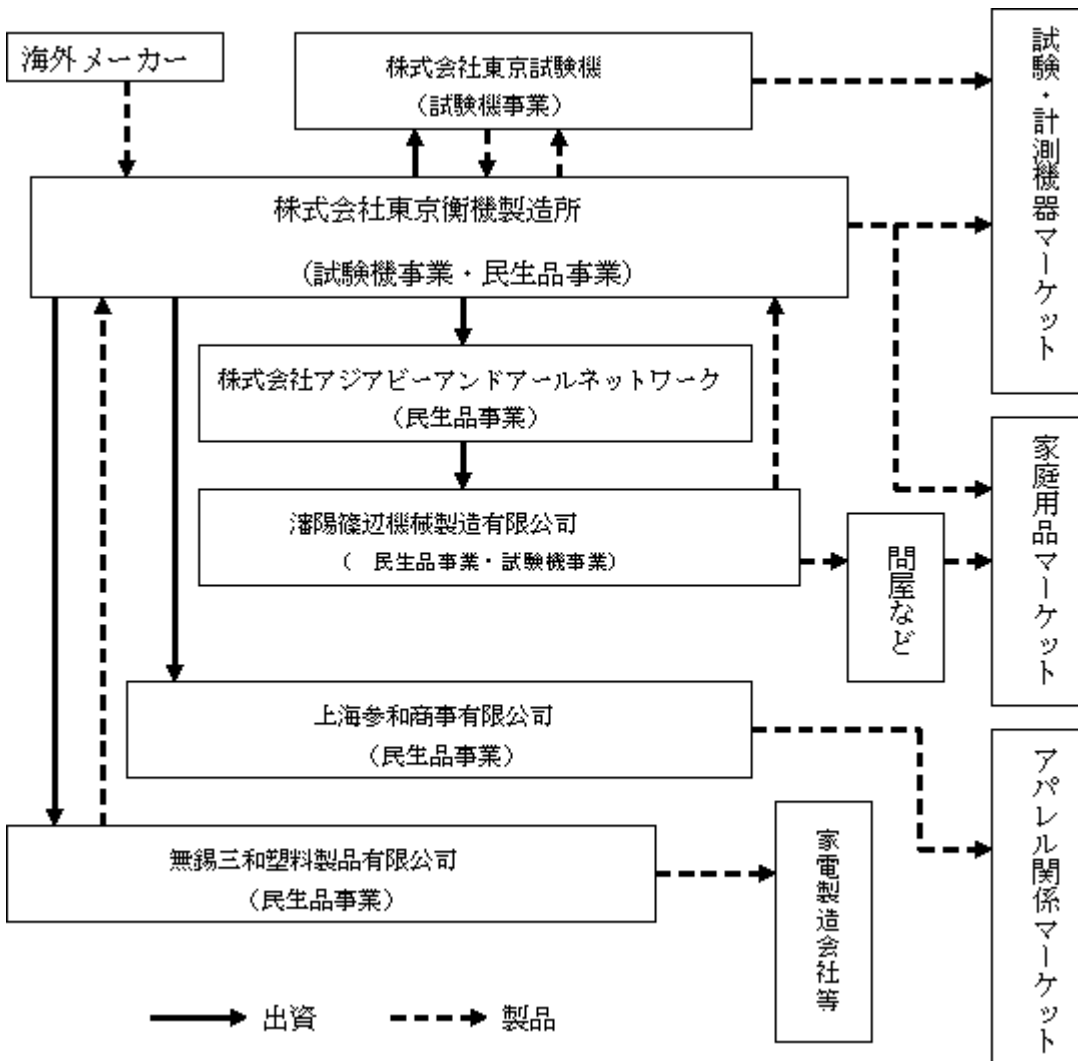 海外メーカー
株式会社東京試験機
(試験機事業)
株式会社東京衡機製造所
(試験機事業・民生品事業)
株式会社アジアビーアンドアールネットワーク
(民生品事業)
瀋陽篠辺機械製造有限公司
(　民生品事業・試験機事業)
問屋など
上海参和商事有限公司
(民生品事業)
無錫三和塑料製品有限公司
(民生品事業)
家電製造会社等
試験・計測機器マーケット
家庭用品マーケット
アパレル関係マーケット
出資
製品